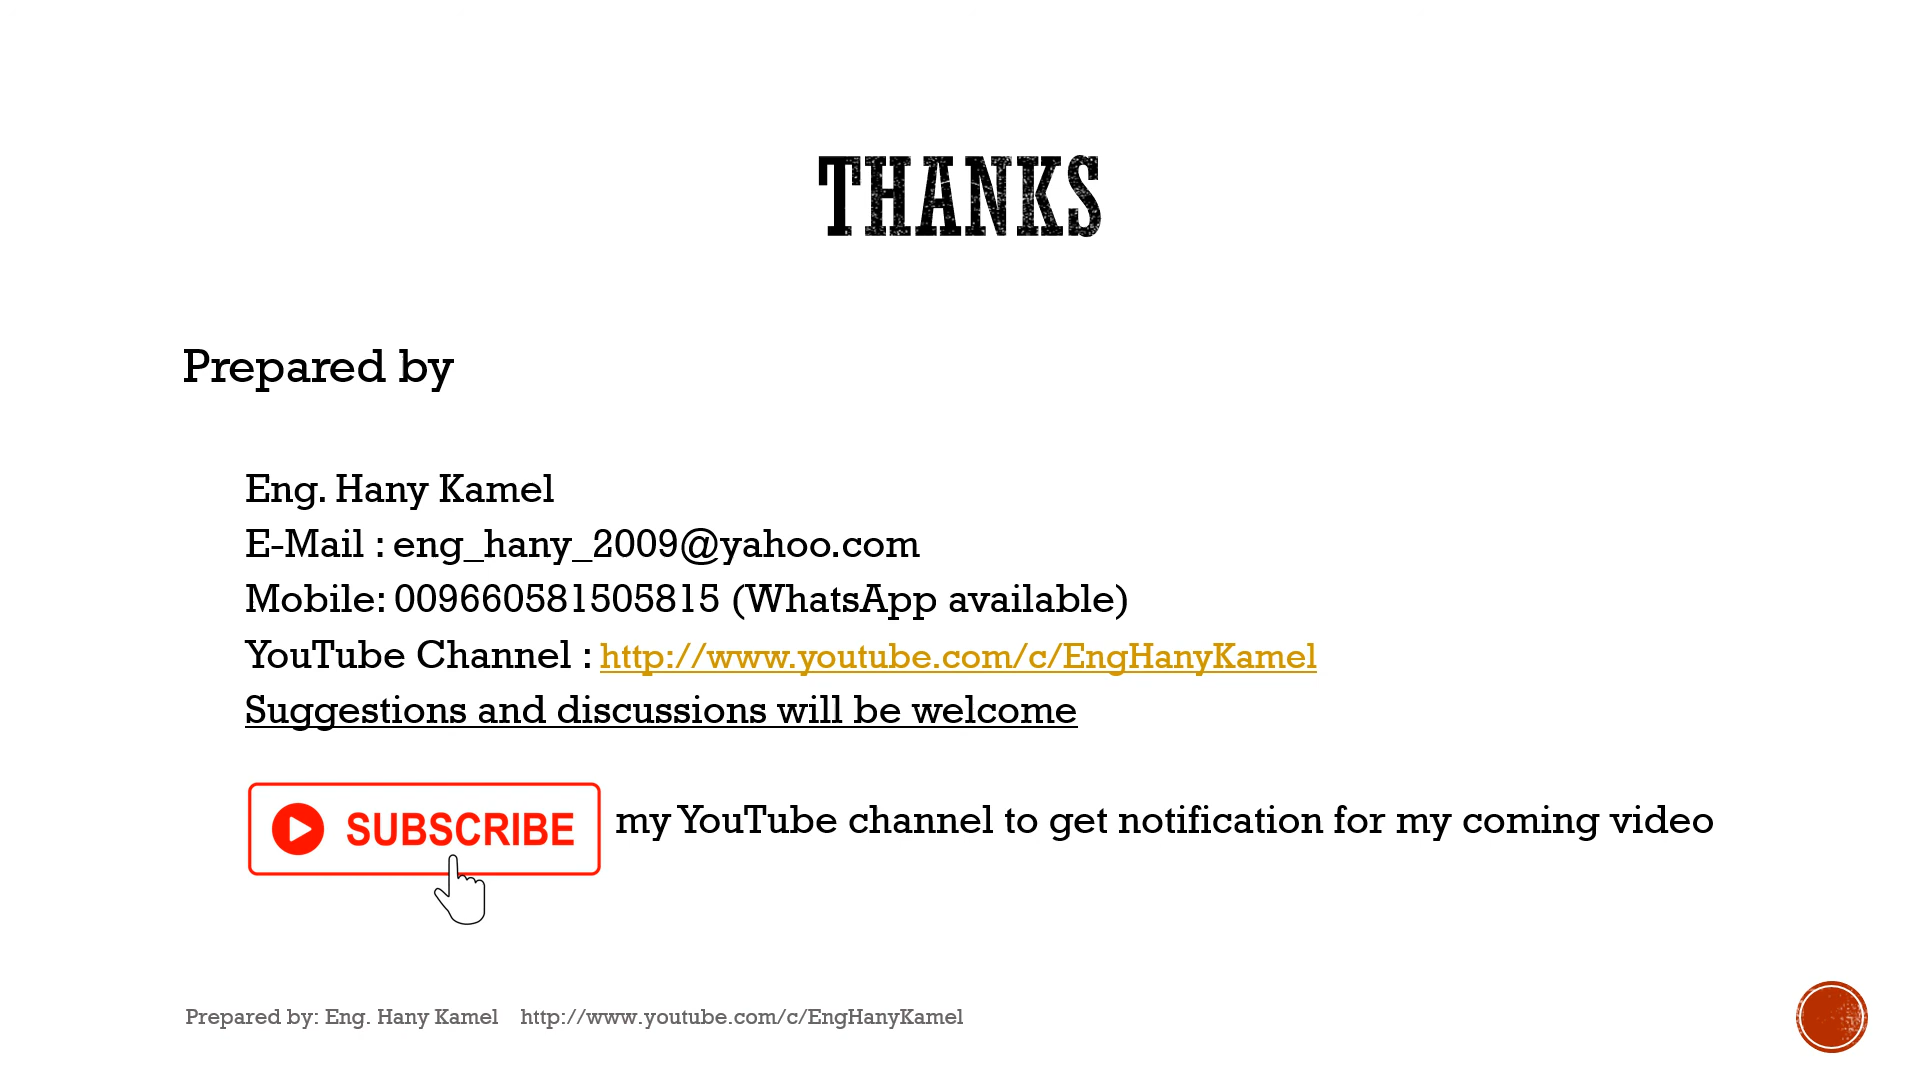 THANKS
Prepared by
Eng. Hany Kamel
E-Mail : eng_hany_2009@yahoo.com
Mobile: 009660581505815 (WhatsApp available)
YouTube Channel : http://www.youtube.com/c/EngHanyKamel
Suggestions and discussions will be welcome
SUBSCRIBE my YouTube channel to get notification for my coming video
Prepared by: Eng. Hany Kamel http://www.youtube.com/c/EngHanyKamel